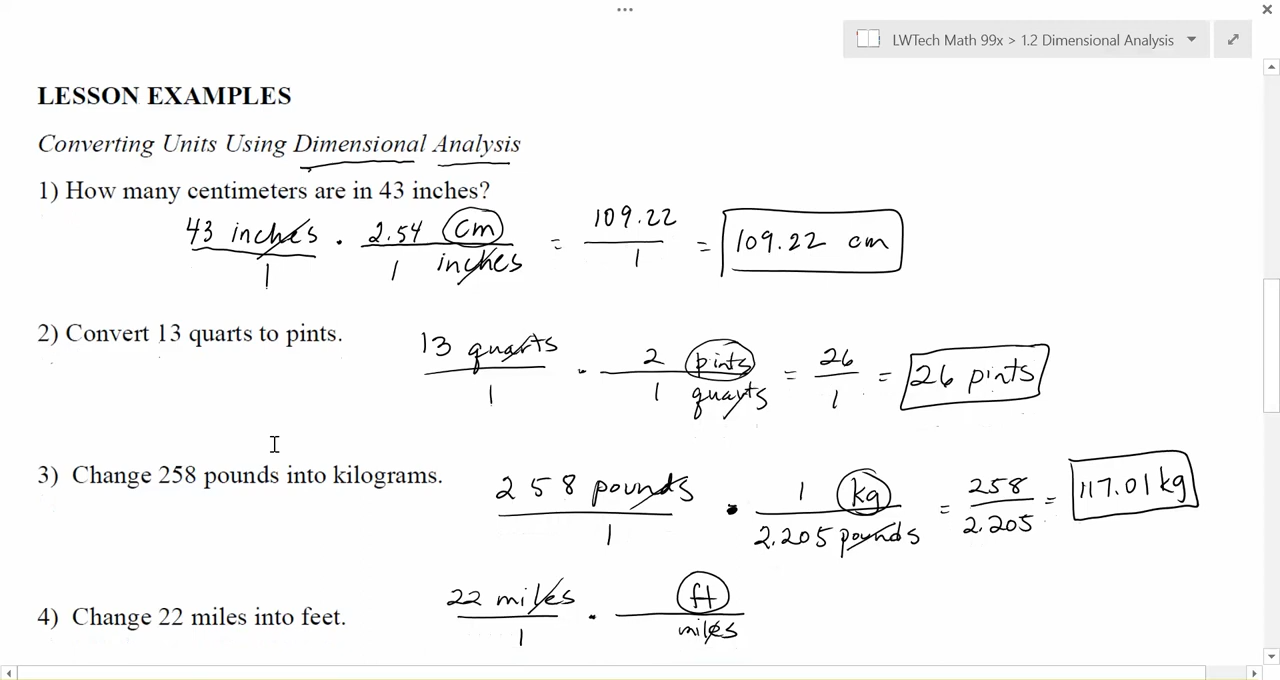 LWTech Math 99x > 1.2 Dimensional Analysis
LESSON EXAMPLES
Converting Units Using Dimensional Analysis
1) How many centimeters are in 43 inches?
43 inches / 1 · 2.54 cm / 1 inches = 109.22 / 1 = 109.22 cm
2) Convert 13 quarts to pints.
13 quarts / 1 · 2 pints / 1 quarts = 26 / 1 = 26 pints
3) Change 258 pounds into kilograms.
258 pounds / 1 · 1 kg / 2.205 pounds = 258 / 2.205 = 117.01 kg
4) Change 22 miles into feet.
22 miles / 1 · ft / miles